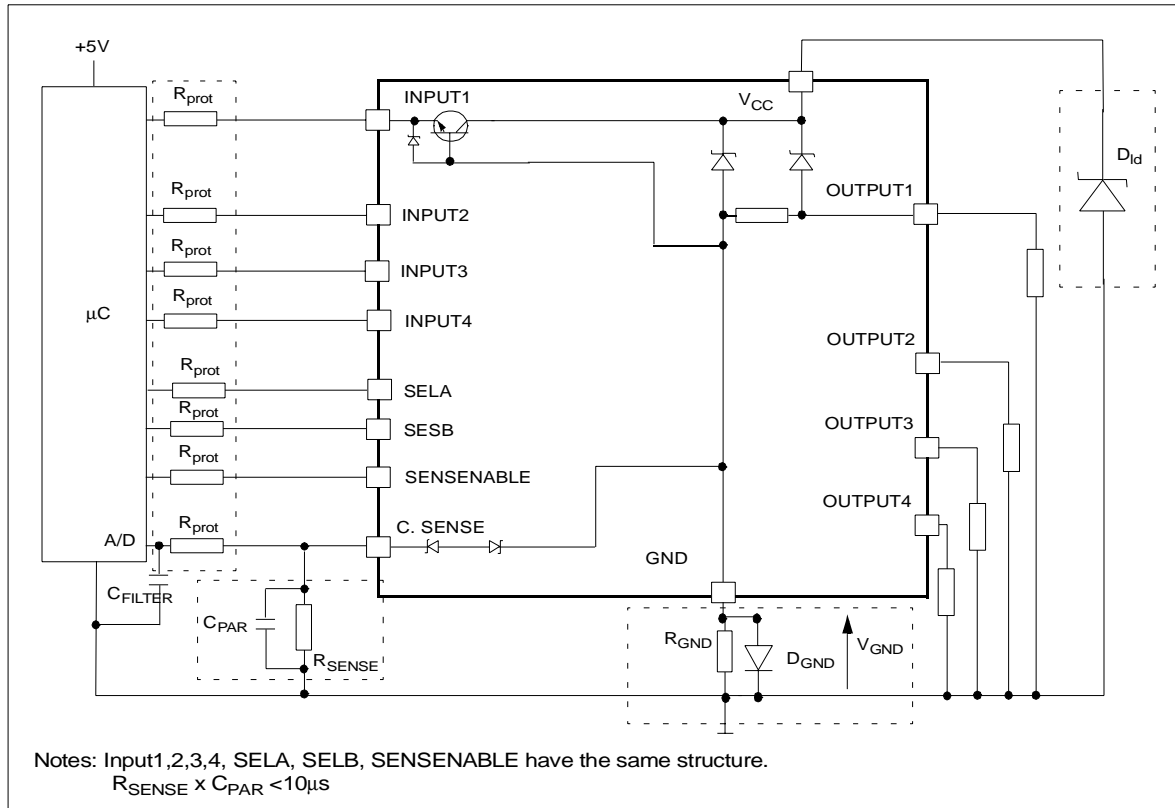 +5V
Rprot
INPUT1
VCC
Dld
Rprot
INPUT2
OUTPUT1
Rprot
INPUT3
Rprot
INPUT4
μC
OUTPUT2
Rprot
SELA
Rprot
SESB
OUTPUT3
Rprot
SENSENABLE
OUTPUT4
Rprot
C. SENSE
A/D
GND
CFILTER
CPAR
RSENSE
RGND
DGND
VGND
Notes: Input1,2,3,4, SELA, SELB, SENSENABLE have the same structure.
RSENSE x CPAR <10μs